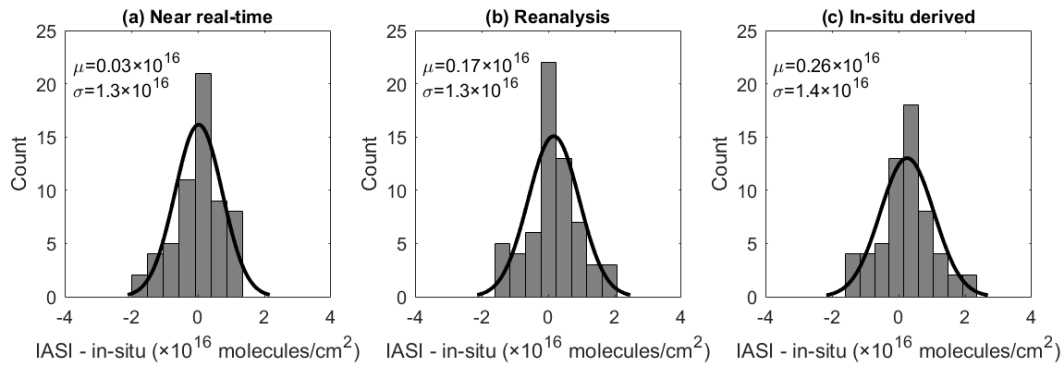 (a) Near real-time
25
20
15
10
5
0
Count
μ=0.03×10^16
σ=1.3×10^16
-4 -2 0 2 4
IASI - in-situ (×10^16 molecules/cm^2)
(b) Reanalysis
25
20
15
10
5
0
Count
μ=0.17×10^16
σ=1.3×10^16
-4 -2 0 2 4
IASI - in-situ (×10^16 molecules/cm^2)
(c) In-situ derived
25
20
15
10
5
0
Count
μ=0.26×10^16
σ=1.4×10^16
-4 -2 0 2 4
IASI - in-situ (×10^16 molecules/cm^2)